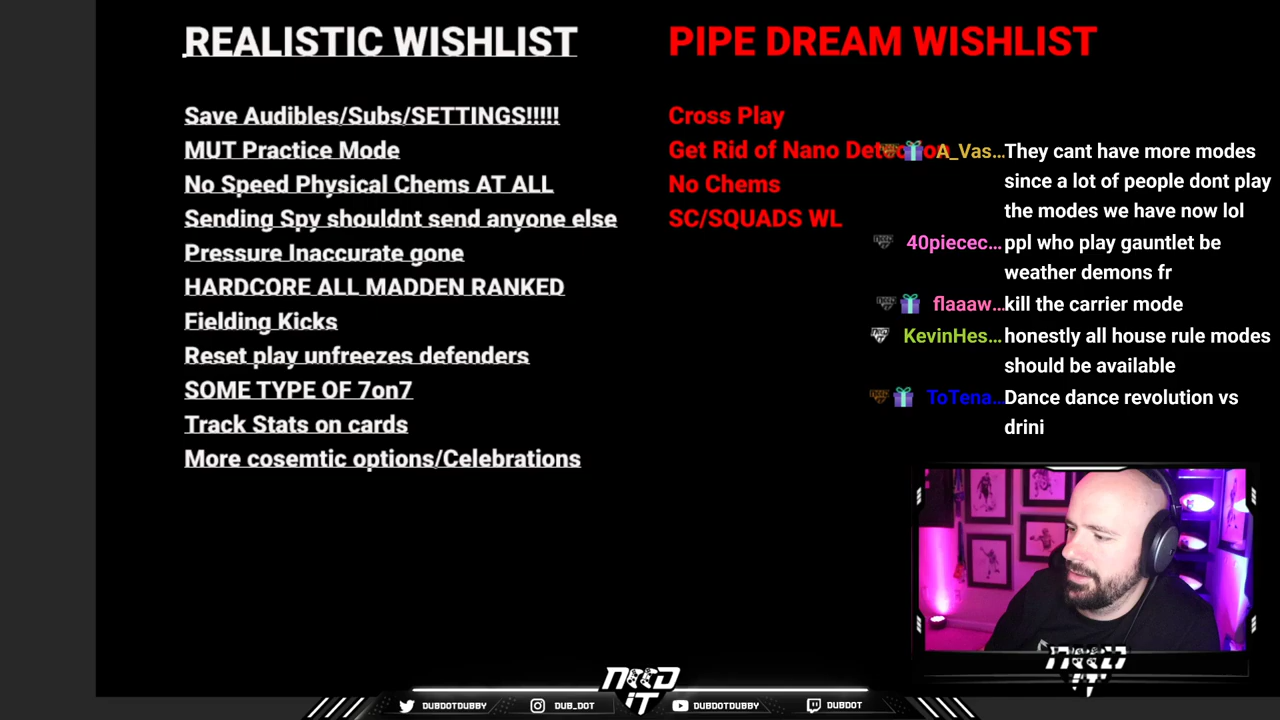 REALISTIC WISHLIST
Save Audibles/Subs/SETTINGS!!!!!
MUT Practice Mode
No Speed Physical Chems AT ALL
Sending Spy shouldnt send anyone else
Pressure Inaccurate gone
HARDCORE ALL MADDEN RANKED
Fielding Kicks
Reset play unfreezes defenders
SOME TYPE OF 7on7
Track Stats on cards
More cosemtic options/Celebrations
PIPE DREAM WISHLIST
Cross Play
Get Rid of Nano Detection
No Chems
SC/SQUADS WL
A_Vas... They cant have more modes
since a lot of people dont play
the modes we have now lol
40piecec... ppl who play gauntlet be
weather demons fr
flaaaw... kill the carrier mode
KevinHes... honestly all house rule modes
should be available
ToTena... Dance dance revolution vs
drini
NEED
IT
DUBDOTDUBBY
DUB_DOT
DUBDOTDUBBY
DUBDOT